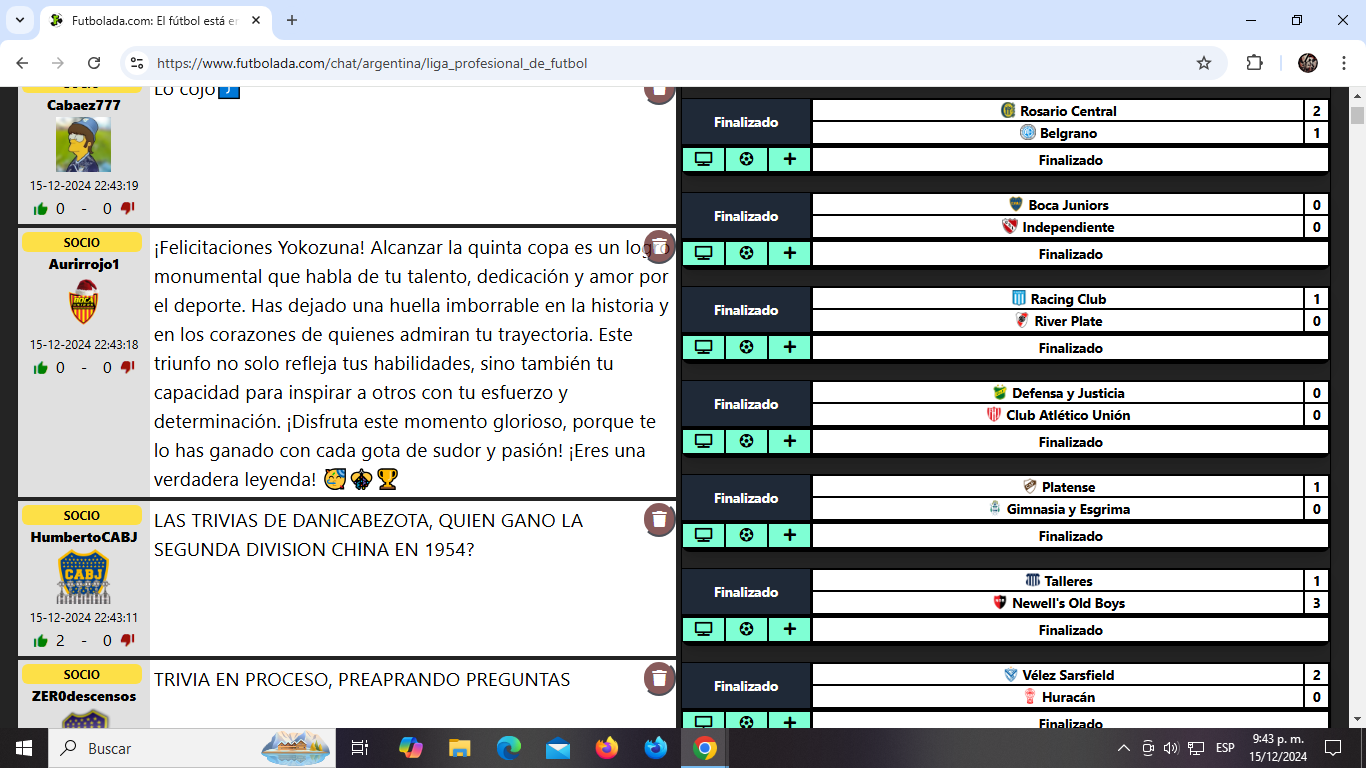 Futbolada.com: El fútbol está en
https://www.futbolada.com/chat/argentina/liga_profesional_de_futbol
Lo cojo
Cabaez777
15-12-2024 22:43:19
0 - 0
SOCIO
Aurirrojo1
15-12-2024 22:43:18
0 - 0
¡Felicitaciones Yokozuna! Alcanzar la quinta copa es un logro
monumental que habla de tu talento, dedicación y amor por
el deporte. Has dejado una huella imborrable en la historia y
en los corazones de quienes admiran tu trayectoria. Este
triunfo no solo refleja tus habilidades, sino también tu
capacidad para inspirar a otros con tu esfuerzo y
determinación. ¡Disfruta este momento glorioso, porque te
lo has ganado con cada gota de sudor y pasión! ¡Eres una
verdadera leyenda!
SOCIO
HumbertoCABJ
CABJ
15-12-2024 22:43:11
2 - 0
LAS TRIVIAS DE DANICABEZOTA, QUIEN GANO LA
SEGUNDA DIVISION CHINA EN 1954?
SOCIO
ZER0descensos
TRIVIA EN PROCESO, PREAPRANDO PREGUNTAS
Finalizado
Rosario Central 2
Belgrano 1
Finalizado
Finalizado
Boca Juniors 0
Independiente 0
Finalizado
Finalizado
Racing Club 1
River Plate 0
Finalizado
Finalizado
Defensa y Justicia 0
Club Atlético Unión 0
Finalizado
Finalizado
Platense 1
Gimnasia y Esgrima 0
Finalizado
Finalizado
Talleres 1
Newell's Old Boys 3
Finalizado
Finalizado
Vélez Sarsfield 2
Huracán 0
Finalizado
Buscar
ESP
9:43 p. m.
15/12/2024